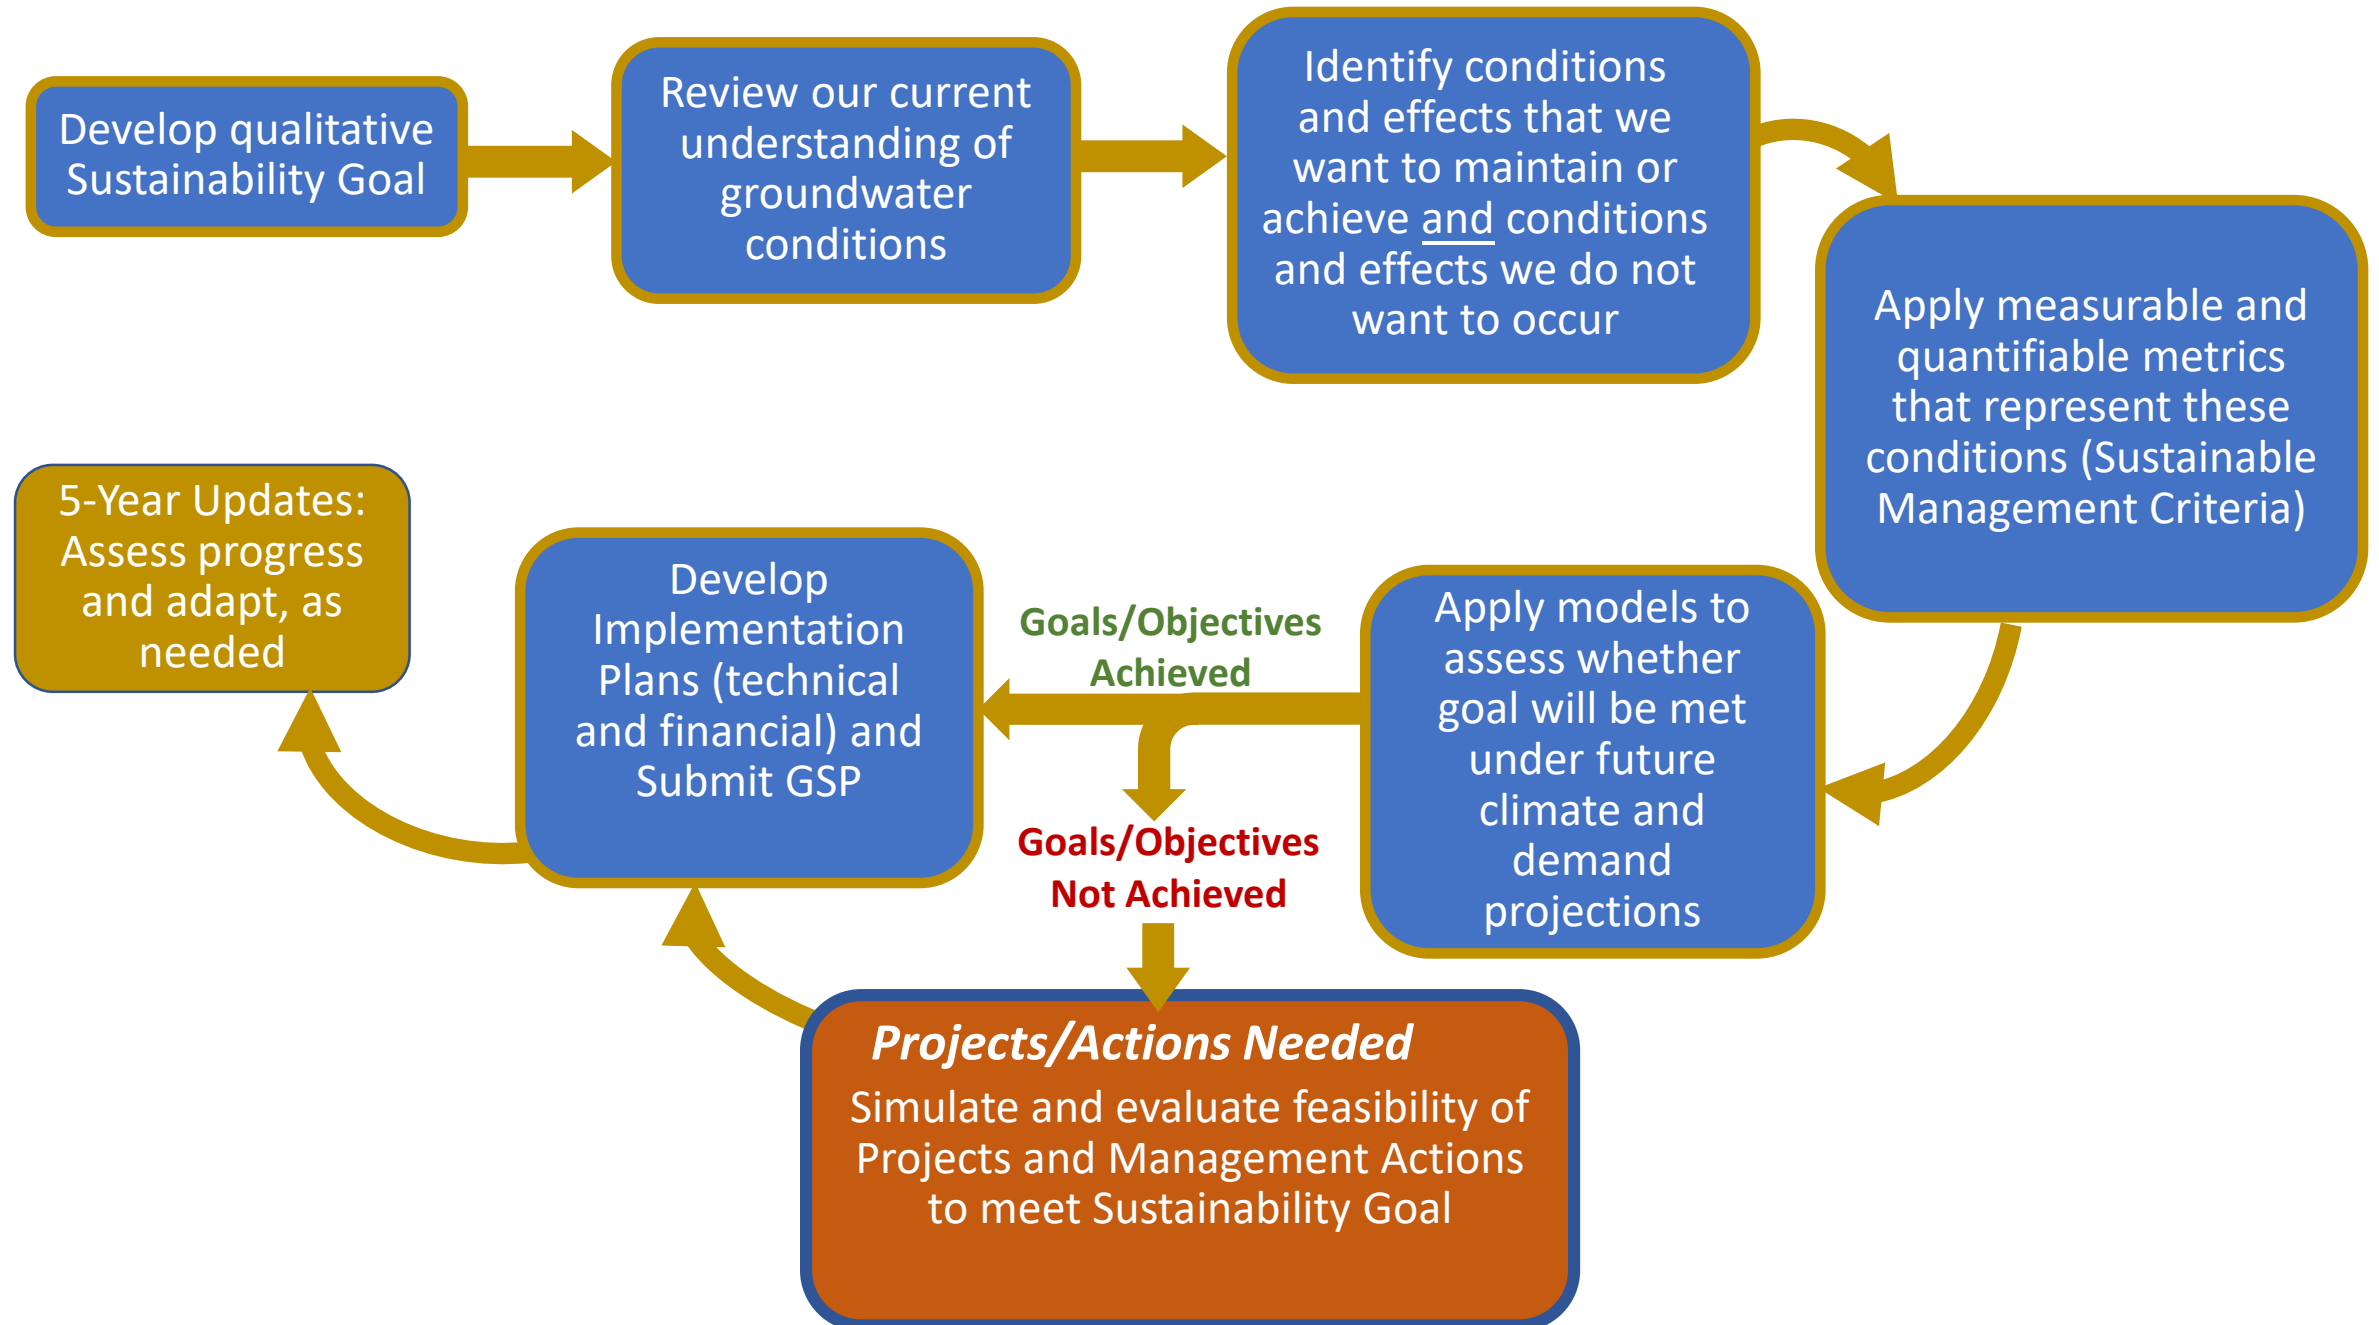 Develop qualitative
Sustainability Goal
Review our current
understanding of
groundwater
conditions
Identify conditions
and effects that we
want to maintain or
achieve and conditions
and effects we do not
want to occur
Apply measurable and
quantifiable metrics
that represent these
conditions (Sustainable
Management Criteria)
Apply models to
assess whether
goal will be met
under future
climate and
demand
projections
Goals/Objectives
Achieved
Goals/Objectives
Not Achieved
Projects/Actions Needed
Simulate and evaluate feasibility of
Projects and Management Actions
to meet Sustainability Goal
Develop
Implementation
Plans (technical
and financial) and
Submit GSP
5-Year Updates:
Assess progress
and adapt, as
needed